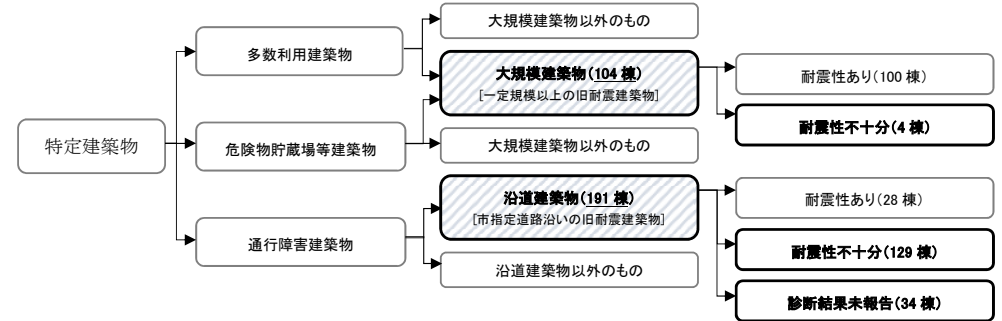 特定建築物
多数利用建築物
危険物貯蔵場等建築物
通行障害建築物
大規模建築物以外のもの
大規模建築物(104 棟)
[一定規模以上の旧耐震建築物]
大規模建築物以外のもの
沿道建築物(191 棟)
[市指定道路沿いの旧耐震建築物]
沿道建築物以外のもの
耐震性あり(100 棟)
耐震性不十分(4 棟)
耐震性あり(28 棟)
耐震性不十分(129 棟)
診断結果未報告(34 棟)